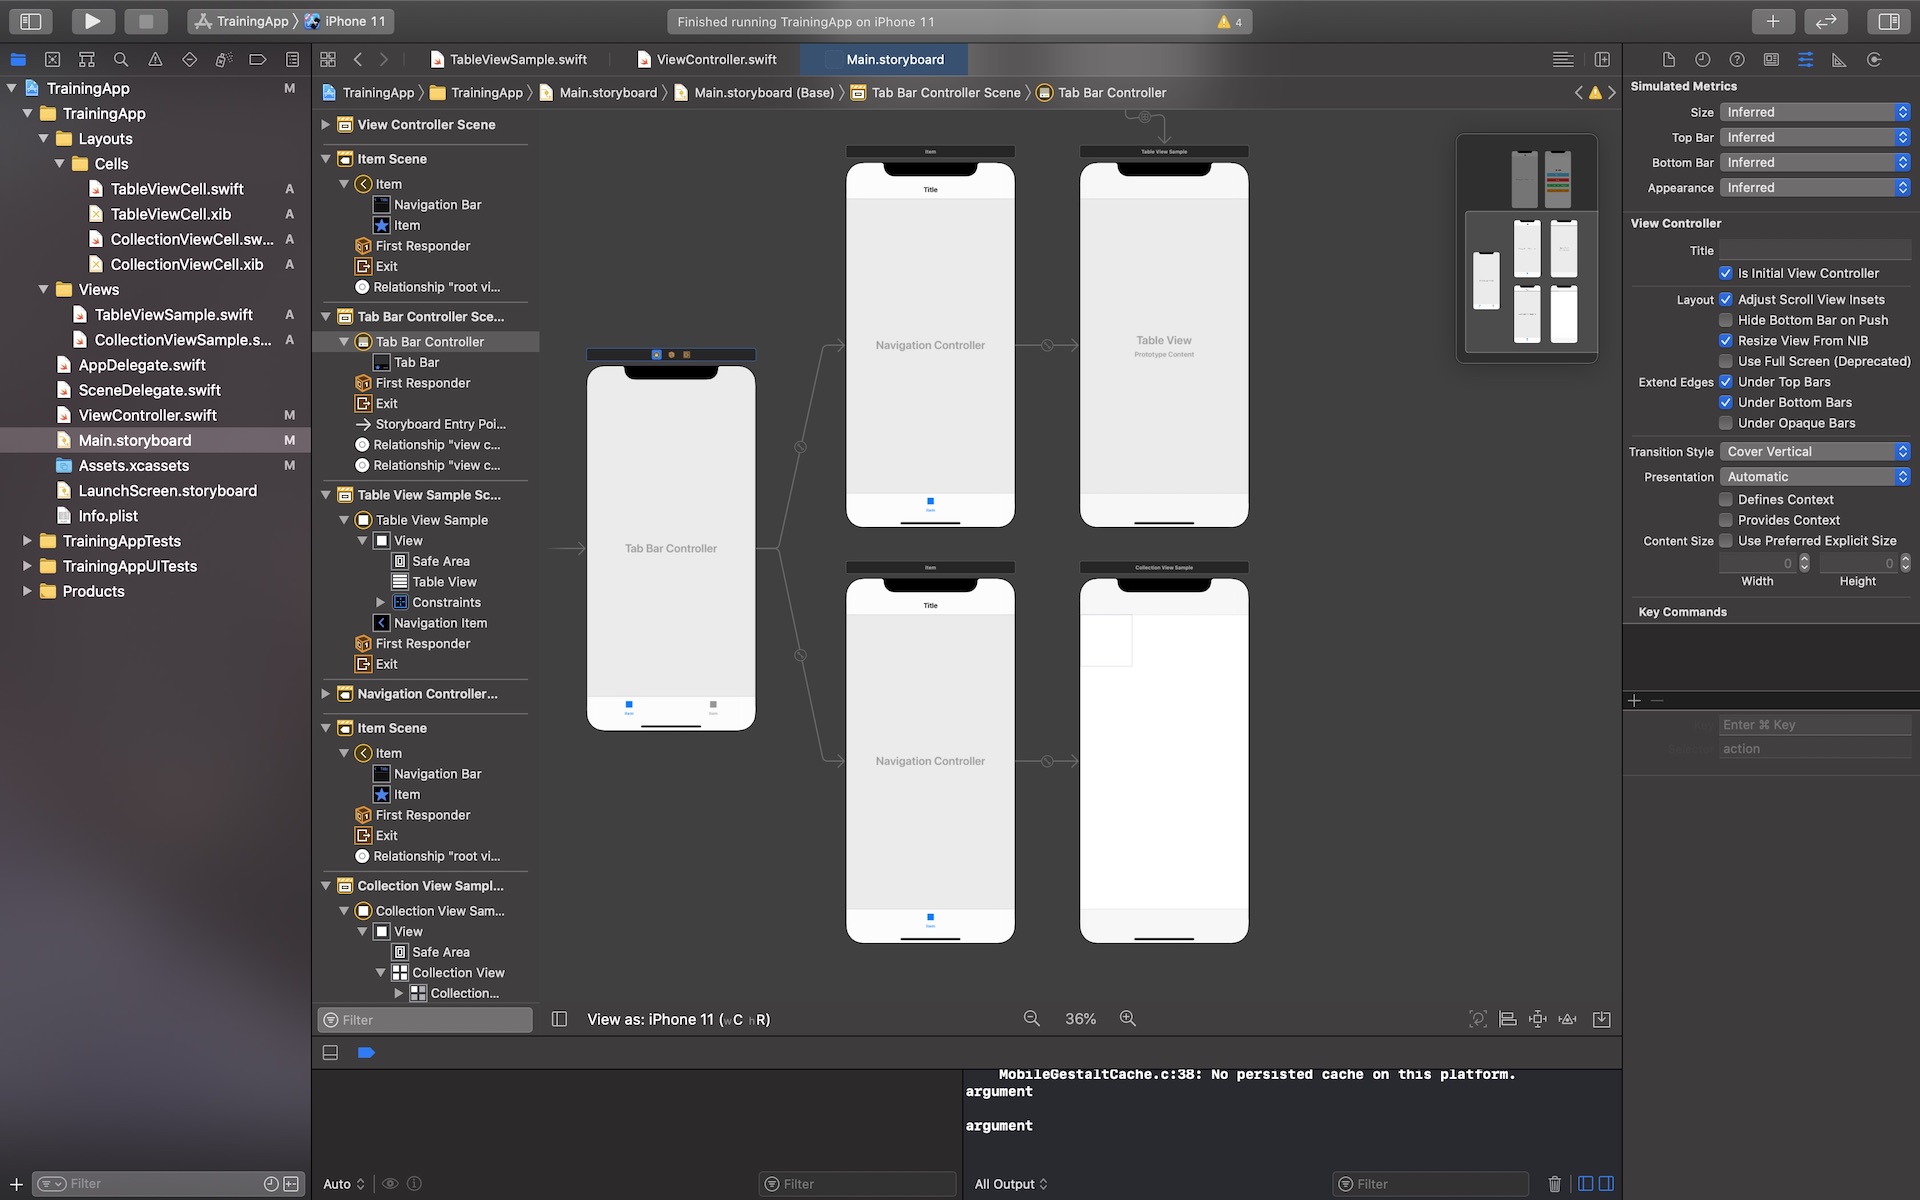 TrainingApp
iPhone 11
Finished running TrainingApp on iPhone 11
4
TableViewSample.swift
ViewController.swift
Main.storyboard
TrainingApp
TrainingApp
Main.storyboard
Main.storyboard (Base)
Tab Bar Controller Scene
Tab Bar Controller
TrainingApp M
TrainingApp
Layouts
Cells
TableViewCell.swift A
TableViewCell.xib A
CollectionViewCell.sw... A
CollectionViewCell.xib A
Views
TableViewSample.swift A
CollectionViewSample.s... A
AppDelegate.swift
SceneDelegate.swift
ViewController.swift M
Main.storyboard M
Assets.xcassets M
LaunchScreen.storyboard
Info.plist
TrainingAppTests
TrainingAppUITests
Products
Filter
View Controller Scene
Item Scene
Item
Navigation Bar
Item
First Responder
Exit
Relationship "root vi...
Tab Bar Controller Sce...
Tab Bar Controller
Tab Bar
First Responder
Exit
Storyboard Entry Poi...
Relationship "view c...
Relationship "view c...
Table View Sample Sc...
Table View Sample
View
Safe Area
Table View
Constraints
Navigation Item
First Responder
Exit
Navigation Controller...
Item Scene
Item
Navigation Bar
Item
First Responder
Exit
Relationship "root vi...
Collection View Sampl...
Collection View Sam...
View
Safe Area
Collection View
Collection...
Filter
Tab Bar Controller
Item
Title
Navigation Controller
Table View Sample
Table View
Prototype Content
Item
Title
Navigation Controller
Collection View Sample
View as: iPhone 11 (wC hR)
36%
MobileGestaltCache.c:38: No persisted cache on this platform.
argument
argument
Auto
Filter
All Output
Filter
Simulated Metrics
Size Inferred
Top Bar Inferred
Bottom Bar Inferred
Appearance Inferred
View Controller
Title
Is Initial View Controller
Layout Adjust Scroll View Insets
Hide Bottom Bar on Push
Resize View From NIB
Use Full Screen (Deprecated)
Extend Edges Under Top Bars
Under Bottom Bars
Under Opaque Bars
Transition Style Cover Vertical
Presentation Automatic
Defines Context
Provides Context
Content Size Use Preferred Explicit Size
0 0
Width Height
Key Commands
Enter ⌘ Key
action